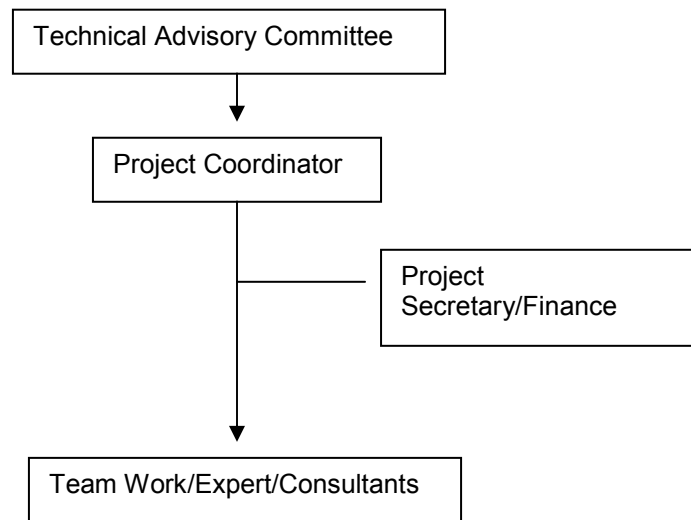 Technical Advisory Committee
Project Coordinator
Project
Secretary/Finance
Team Work/Expert/Consultants